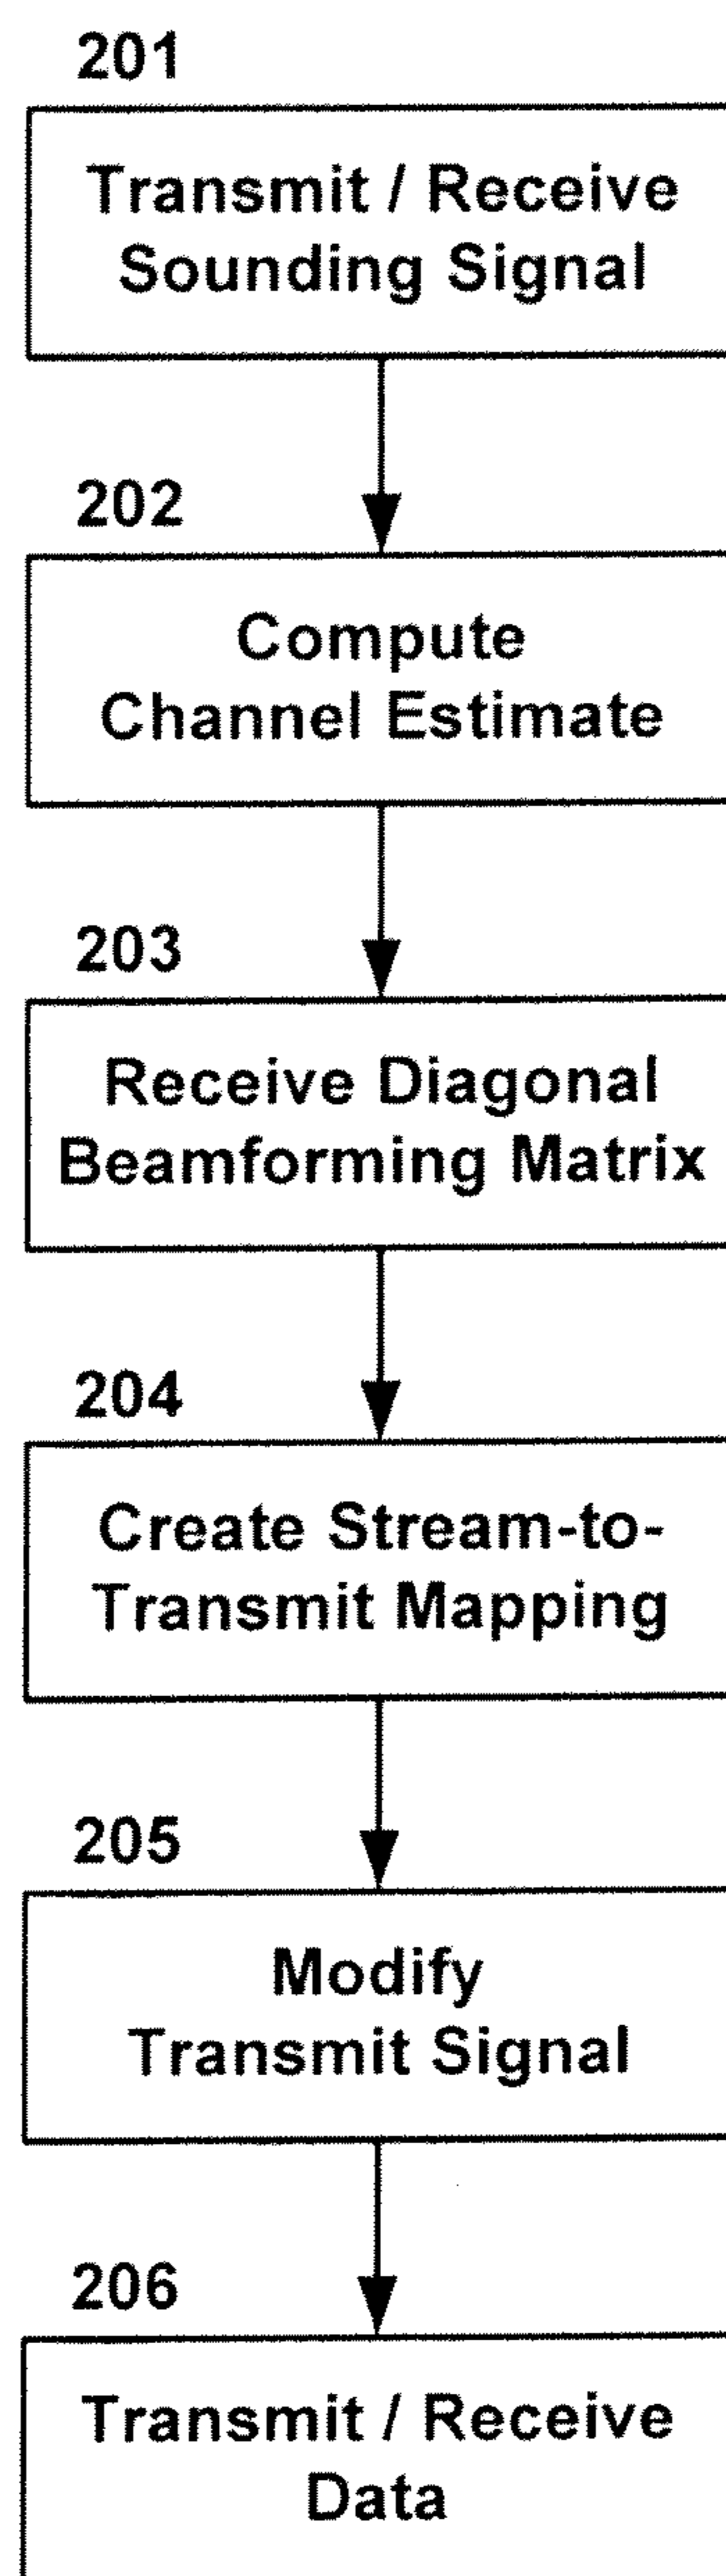 201
Transmit / Receive
Sounding Signal
202
Compute
Channel Estimate
203
Receive Diagonal
Beamforming Matrix
204
Create Stream-to-
Transmit Mapping
205
Modify
Transmit Signal
206
Transmit / Receive
Data